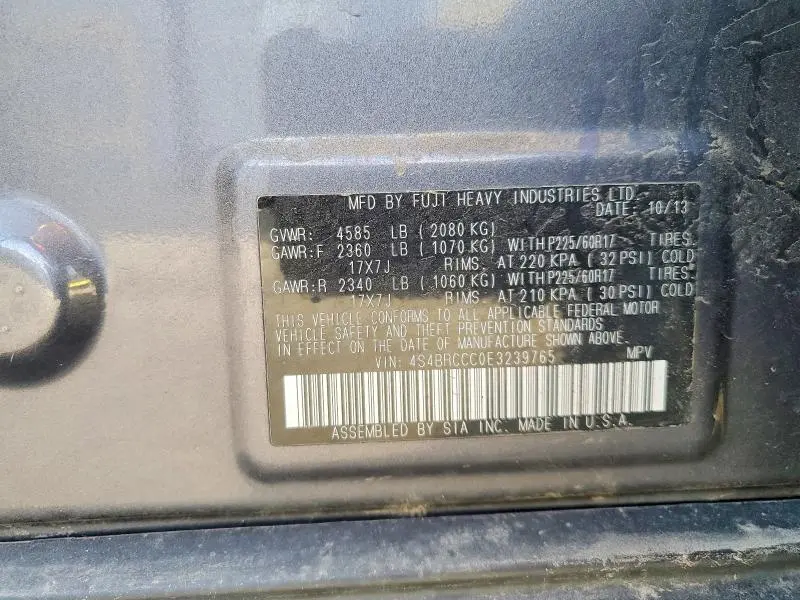 MFD BY FUJI HEAVY INDUSTRIES LTD.
DATE: 10/13
GVWR: 4585 LB (2080 KG)
GAWR:F 2360 LB (1070 KG) WITH P225/60R17 TIRES,
17X7J RIMS, AT 220 KPA (32 PSI) COLD
GAWR:R 2340 LB (1060 KG) WITH P225/60R17 TIRES,
17X7J RIMS, AT 210 KPA (30 PSI) COLD
THIS VEHICLE CONFORMS TO ALL APPLICABLE FEDERAL MOTOR
VEHICLE SAFETY AND THEFT PREVENTION STANDARDS
IN EFFECT ON THE DATE OF MANUFACTURE SHOWN ABOVE.
VIN: 4S4BRCCC0E3239765 MPV
ASSEMBLED BY SIA INC. MADE IN U.S.A.